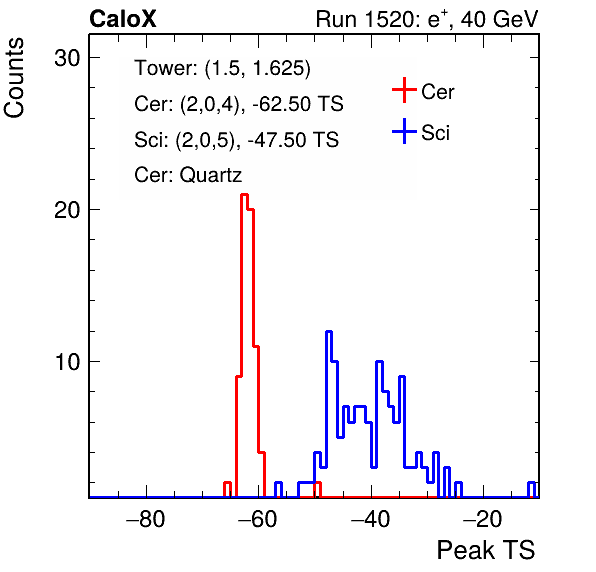 CaloX Run 1520: e⁺, 40 GeV
Counts
30
Tower: (1.5, 1.625)
Cer: (2,0,4), -62.50 TS
Sci: (2,0,5), -47.50 TS
Cer: Quartz
Cer
Sci
20
10
−80 −60 −40 −20
Peak TS